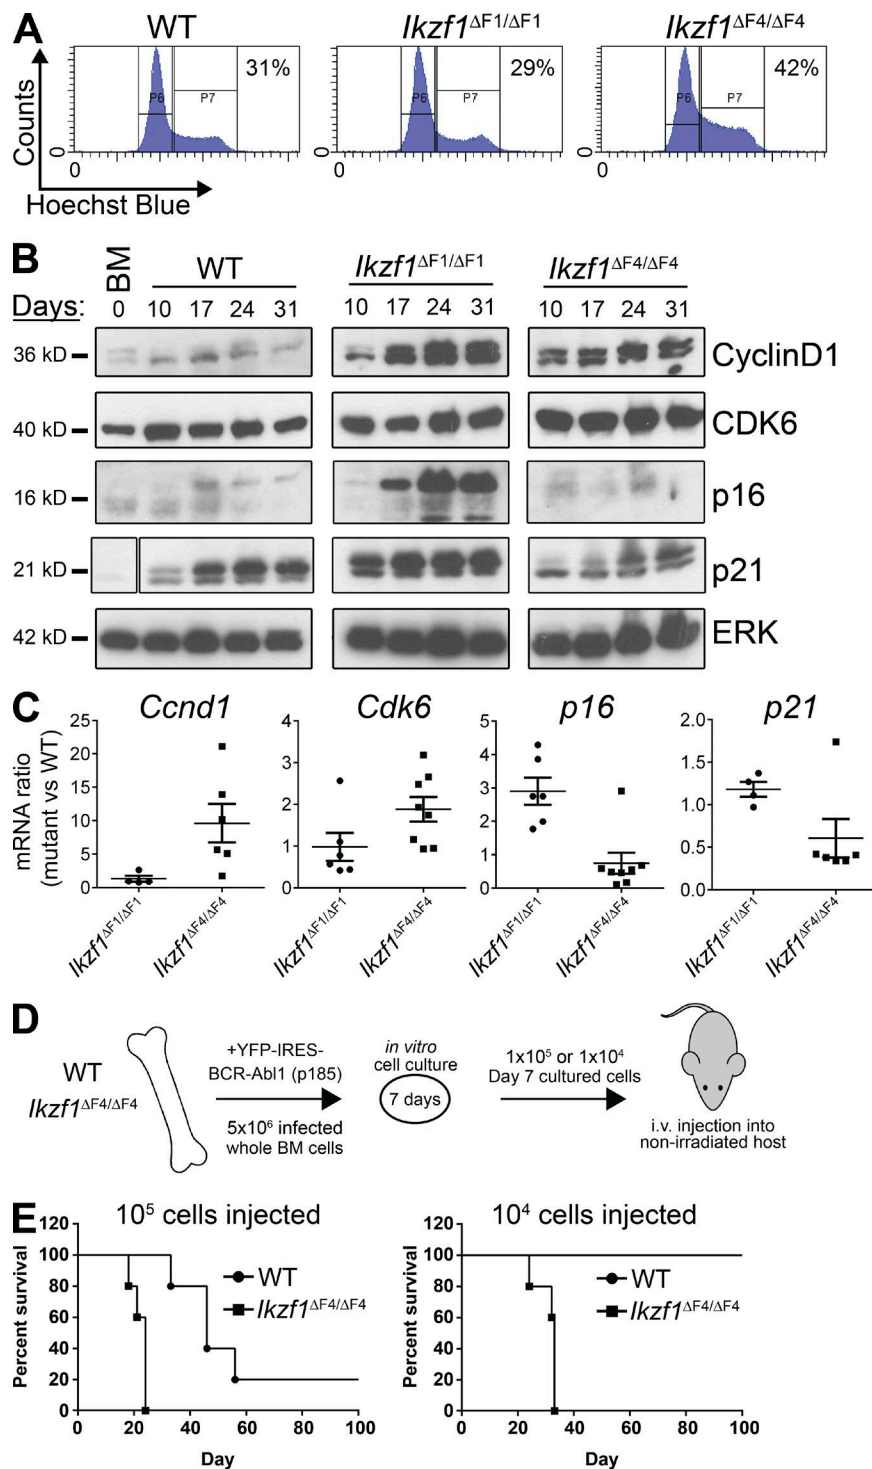 A
WT
Ikzf1ΔF1/ΔF1
Ikzf1ΔF4/ΔF4
Counts
31%
P6
P7
29%
P6
P7
42%
P6
P7
0
0
0
0
0
0
Hoechst Blue
B
BM
WT
Ikzf1ΔF1/ΔF1
Ikzf1ΔF4/ΔF4
Days: 0 10 17 24 31 10 17 24 31 10 17 24 31
36 kD CyclinD1
40 kD CDK6
16 kD p16
21 kD p21
42 kD ERK
C
Ccnd1
Cdk6
p16
p21
mRNA ratio
(mutant vs WT)
25
20
15
10
5
0
4
3
2
1
0
5
4
3
2
1
0
2.0
1.5
1.0
0.5
0.0
Ikzf1ΔF1/ΔF1
Ikzf1ΔF4/ΔF4
Ikzf1ΔF1/ΔF1
Ikzf1ΔF4/ΔF4
Ikzf1ΔF1/ΔF1
Ikzf1ΔF4/ΔF4
Ikzf1ΔF1/ΔF1
Ikzf1ΔF4/ΔF4
D
WT
Ikzf1ΔF4/ΔF4
+YFP-IRES-
BCR-Abl1 (p185)
5x10⁶ infected
whole BM cells
in vitro
cell culture
7 days
1x10⁵ or 1x10⁴
Day 7 cultured cells
i.v. injection into
non-irradiated host
E
10⁵ cells injected
Percent survival
120
100
80
60
40
20
0
WT
Ikzf1ΔF4/ΔF4
0 20 40 60 80 100
Day
10⁴ cells injected
Percent survival
120
100
80
60
40
20
0
WT
Ikzf1ΔF4/ΔF4
0 20 40 60 80 100
Day